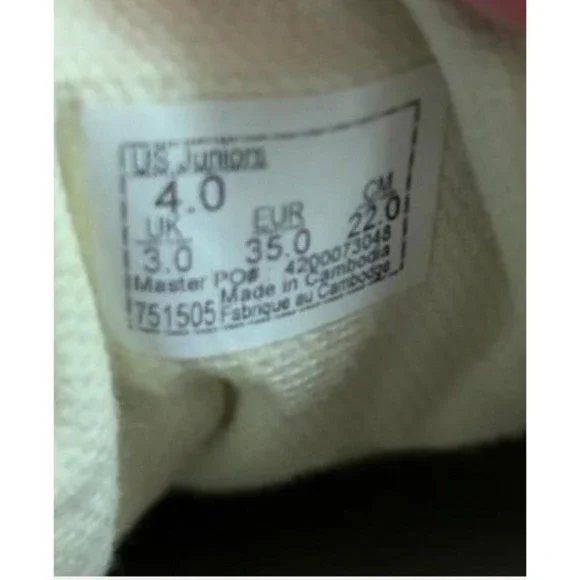 US Juniors
4.0
UK EUR CM
3.0 35.0 22.0
Master PO# : 4200073048
Made in Cambodia
751505 Fabrique au Cambodge